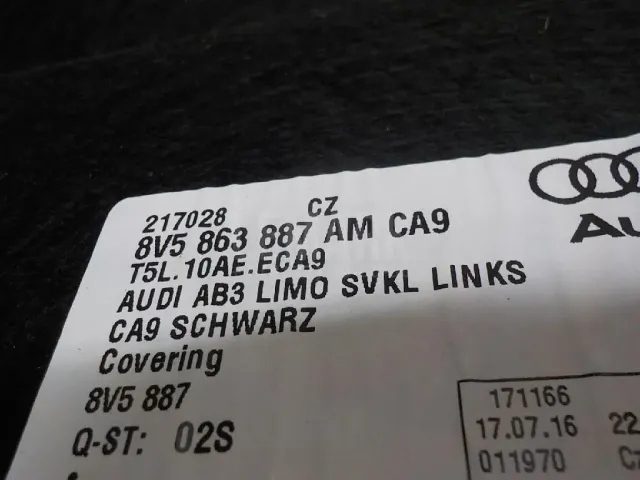 217028 CZ
8V5 863 887 AM CA9
T5L.10AE.ECA9
AUDI AB3 LIMO SVKL LINKS
CA9 SCHWARZ
Covering
8V5 887
Q-ST: 02S
171166
17.07.16 22
011970